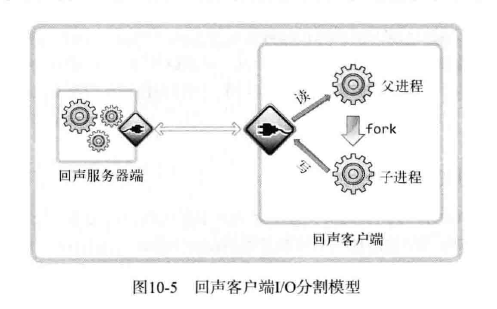 读
父进程
fork
写
子进程
回声服务器端
回声客户端
图10-5 回声客户端I/O分割模型